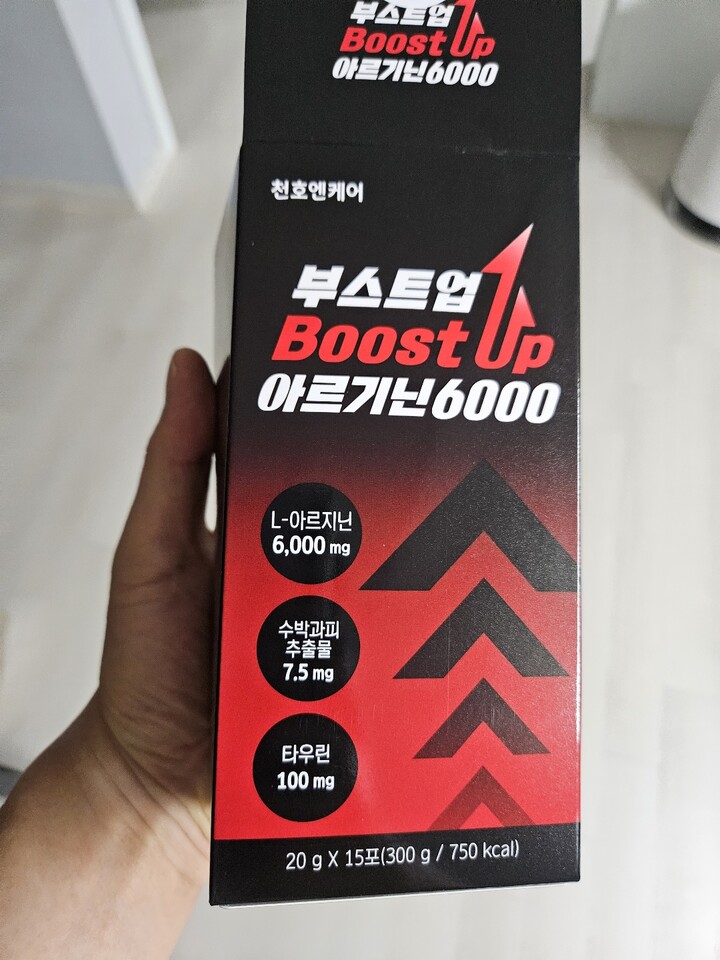 부스트업
Boost Up
아르기닌6000
천호엔케어
부스트업
Boost Up
아르기닌6000
L-아르지닌
6,000 mg
수박과피
추출물
7.5 mg
타우린
100 mg
20 g X 15포(300 g / 750 kcal)